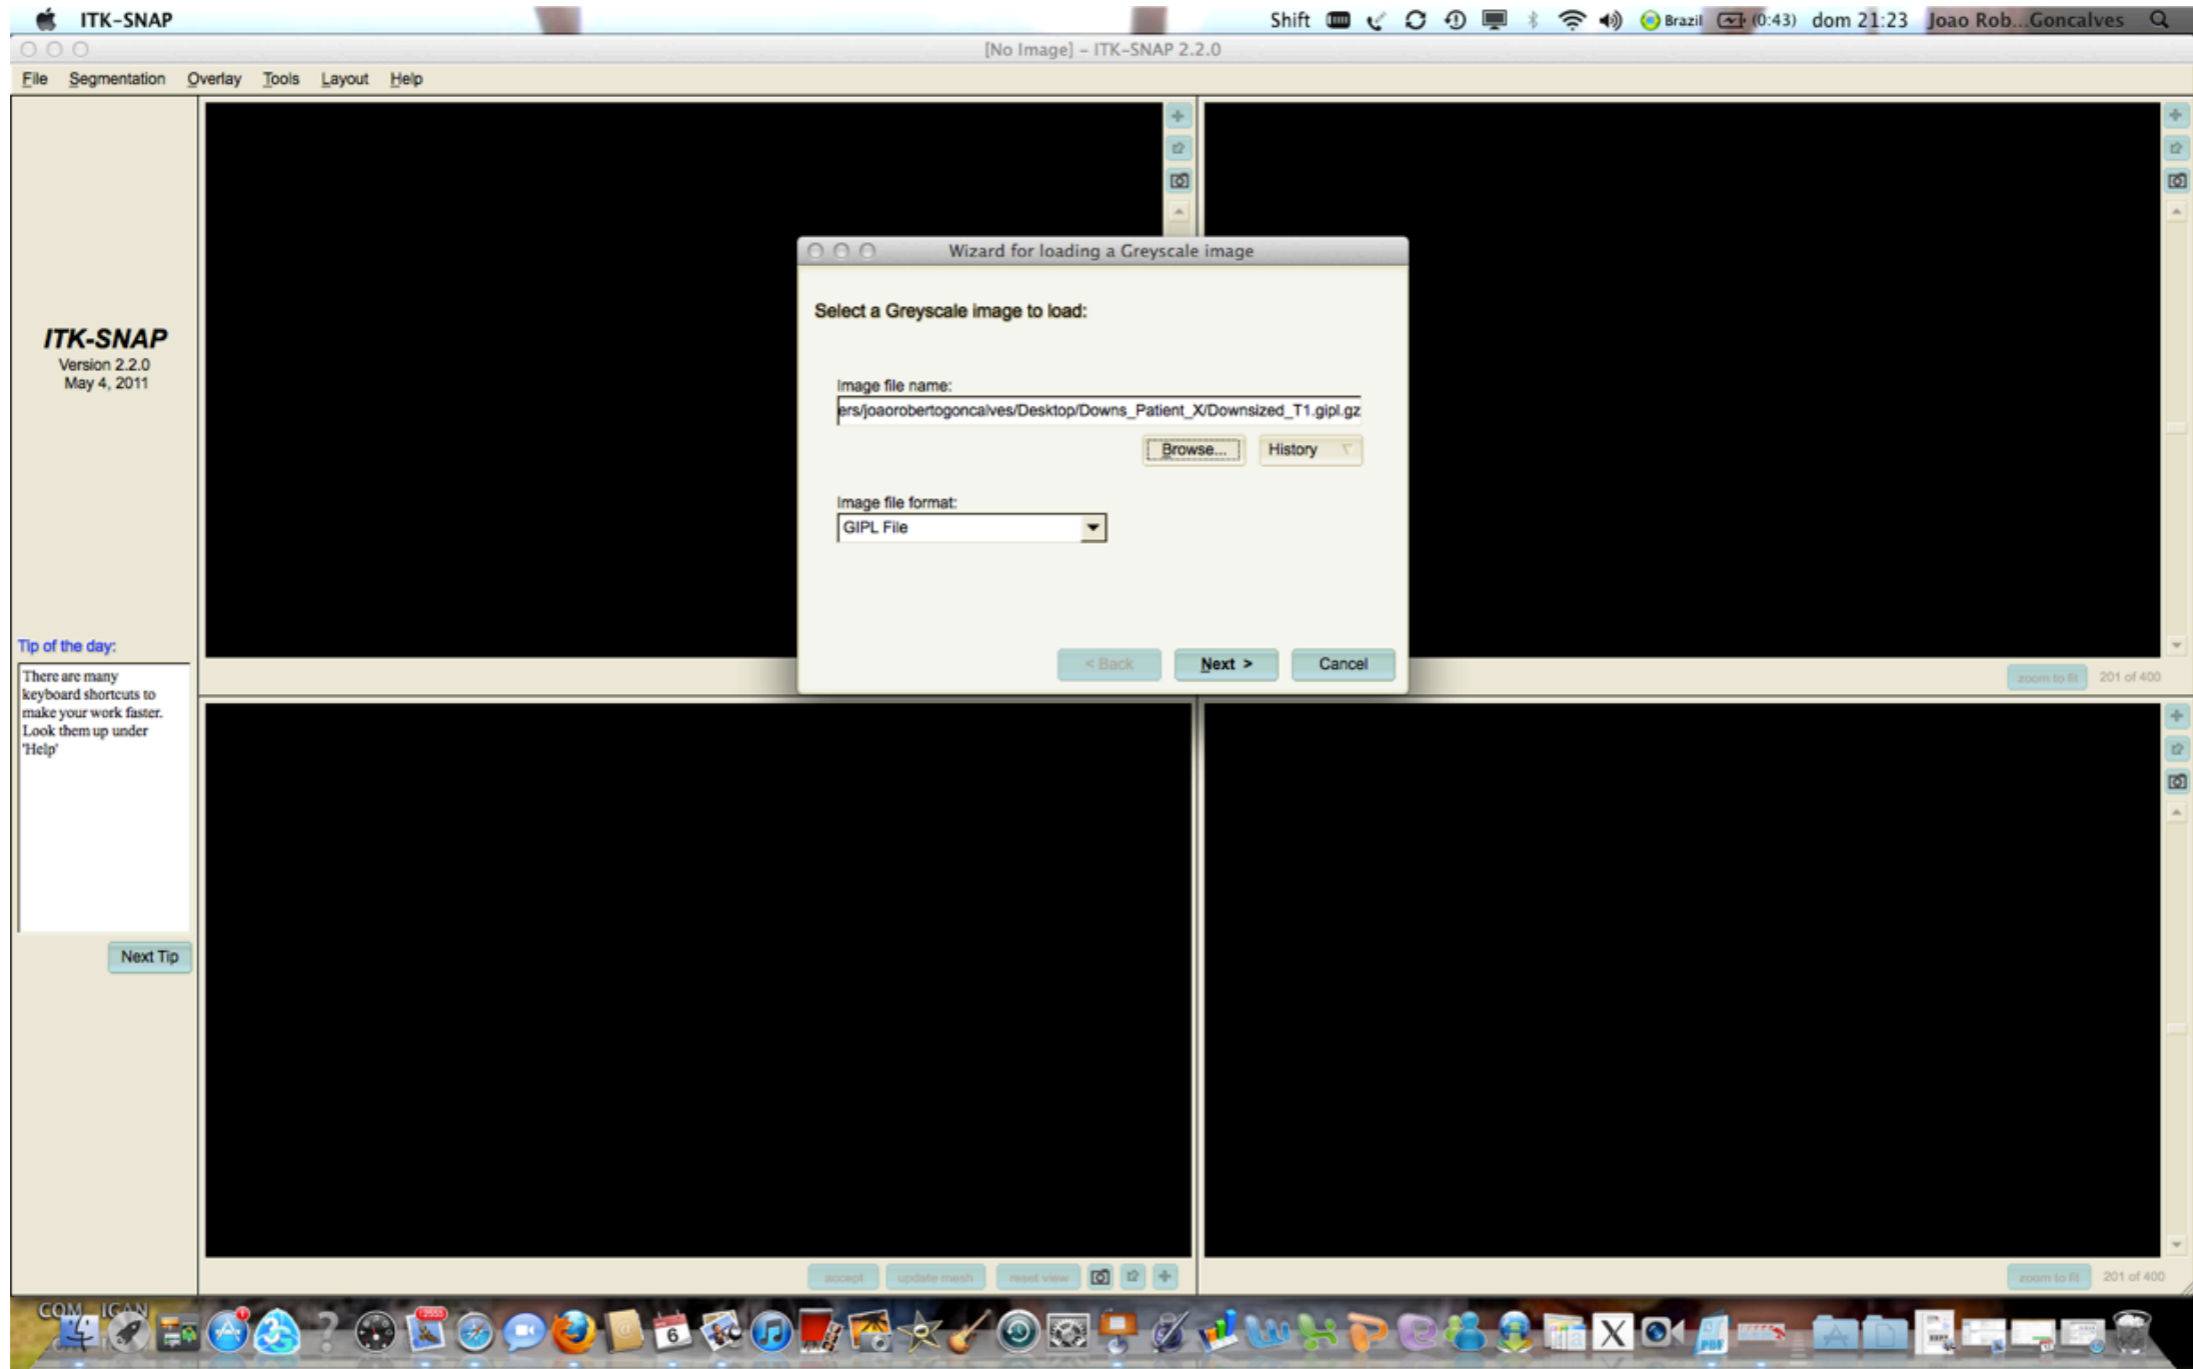 ITK-SNAP Shift Brazil (0:43) dom 21:23 Joao Rob...Goncalves
[No Image] – ITK-SNAP 2.2.0
File Segmentation Overlay Tools Layout Help
Wizard for loading a Greyscale image
Select a Greyscale image to load:
Image file name:
ers/joaorobertogoncalves/Desktop/Downs_Patient_X/Downsized_T1.gipl.gz
Browse... History
Image file format:
GIPL File
< Back Next > Cancel
ITK-SNAP
Version 2.2.0
May 4, 2011
Tip of the day:
There are many
keyboard shortcuts to
make your work faster.
Look them up under
'Help'
Next Tip
zoom to fit 201 of 400
accept update mesh reset view
zoom to fit 201 of 400
6
PDF